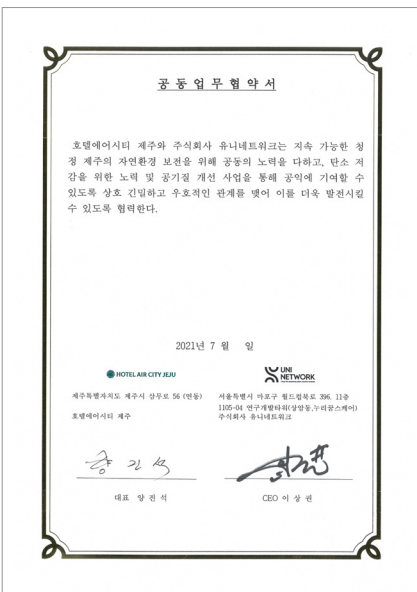 공동업무협약서
호텔에어시티 제주와 주식회사 유니네트워크는 지속 가능한 청
정 제주의 자연환경 보전을 위해 공동의 노력을 다하고, 탄소 저
감을 위한 노력 및 공기질 개선 사업을 통해 공익에 기여할 수
있도록 상호 긴밀하고 우호적인 관계를 맺어 이를 더욱 발전시킬
수 있도록 협력한다.
2021년 7 월 일
HOTEL AIR CITY JEJU
제주특별자치도 제주시 삼무로 56 (연동)
호텔에어시티 제주
양진석
대표 양 진 석
UNI
NETWORK
서울특별시 마포구 월드컵북로 396, 11층
1105-04 연구개발타워(상암동,누리꿈스퀘어)
주식회사 유니네트워크
CEO 이 상 권